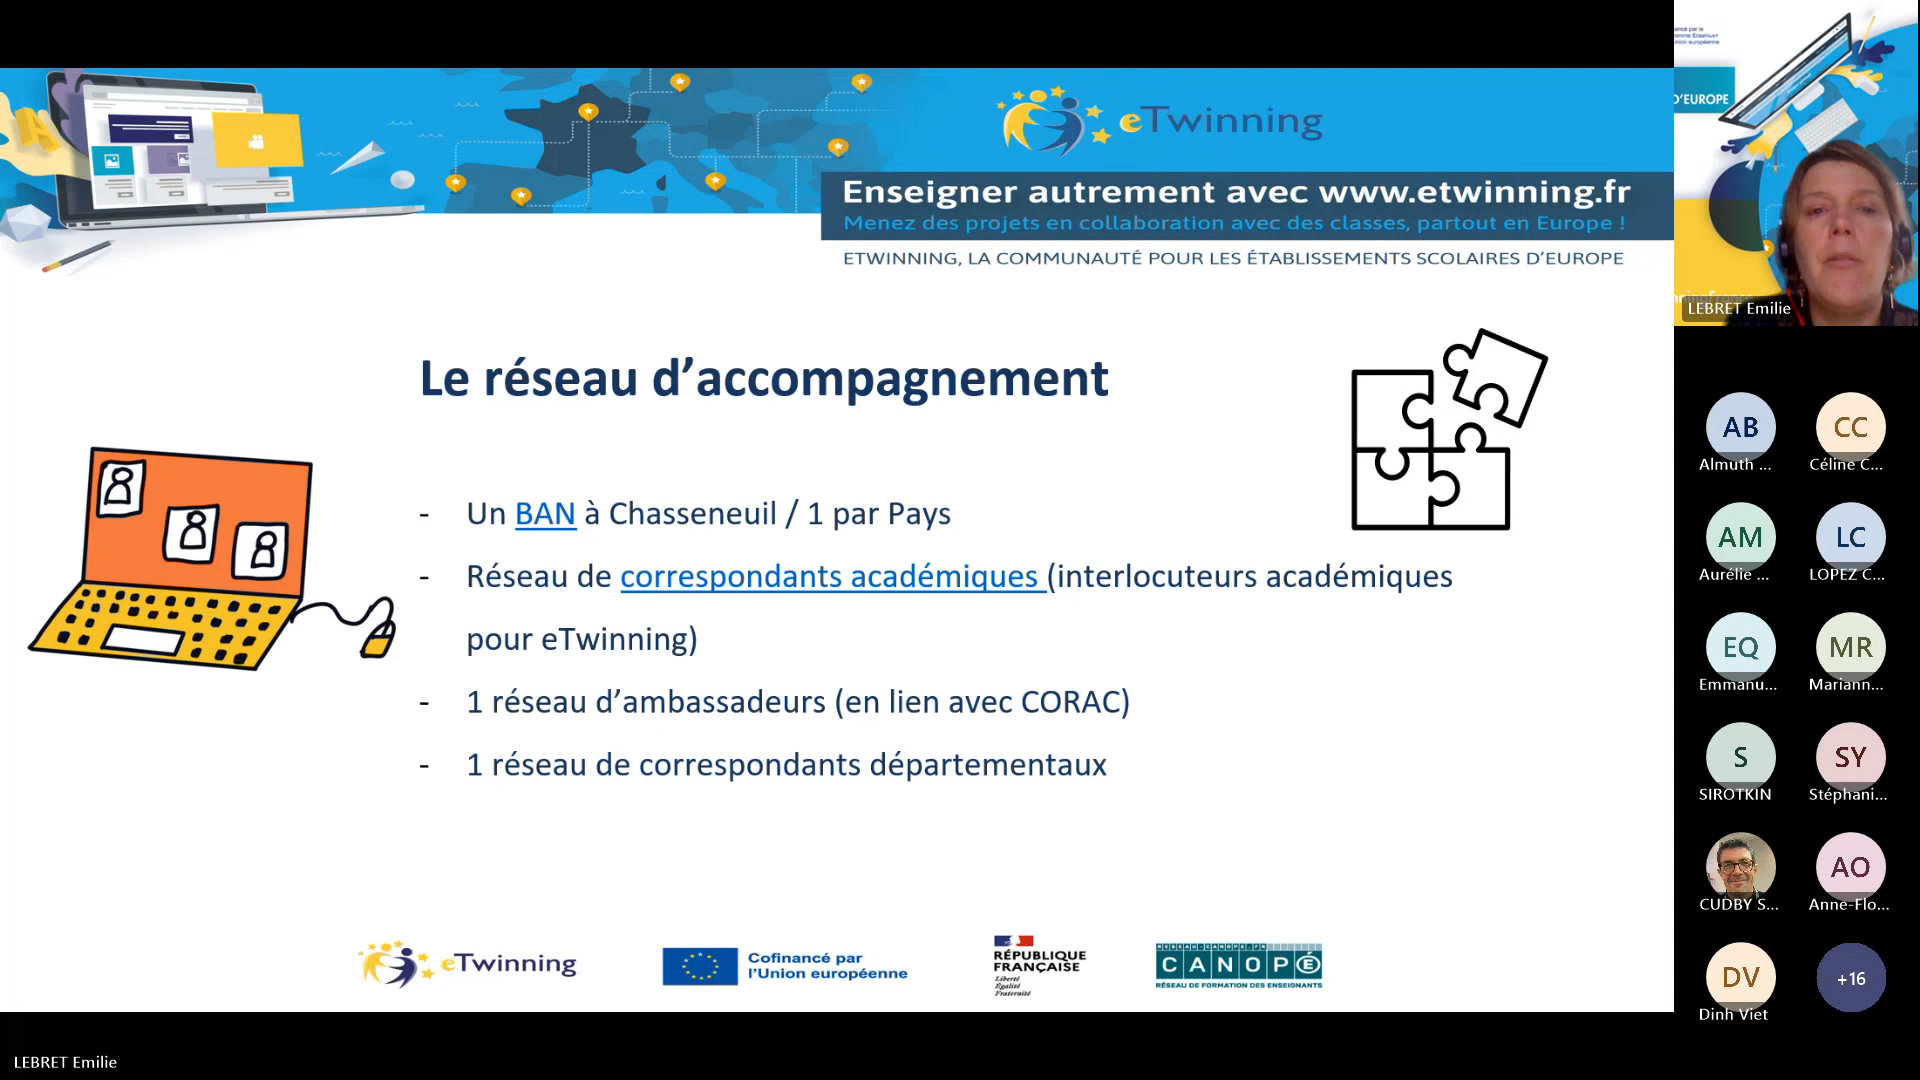 eTwinning
Enseigner autrement avec www.etwinning.fr
Menez des projets en collaboration avec des classes, partout en Europe !
ETWINNING, LA COMMUNAUTÉ POUR LES ÉTABLISSEMENTS SCOLAIRES D’EUROPE
Le réseau d’accompagnement
- Un BAN à Chasseneuil / 1 par Pays
- Réseau de correspondants académiques (interlocuteurs académiques
pour eTwinning)
- 1 réseau d’ambassadeurs (en lien avec CORAC)
- 1 réseau de correspondants départementaux
eTwinning
Cofinancé par
l’Union européenne
RÉPUBLIQUE
FRANÇAISE
Liberté
Égalité
Fraternité
RESEAU-CANOPE.FR
CANOPÉ
RÉSEAU DE FORMATION DES ENSEIGNANTS
LEBRET Emilie
D’EUROPE
LEBRET Emilie
AB
Almuth ...
CC
Céline C...
AM
Aurélie ...
LC
LOPEZ C...
EQ
Emmanu...
MR
Mariann...
S
SIROTKIN
SY
Stéphani...
CUDBY S...
AO
Anne-Flo...
DV
Dinh Viet
+16